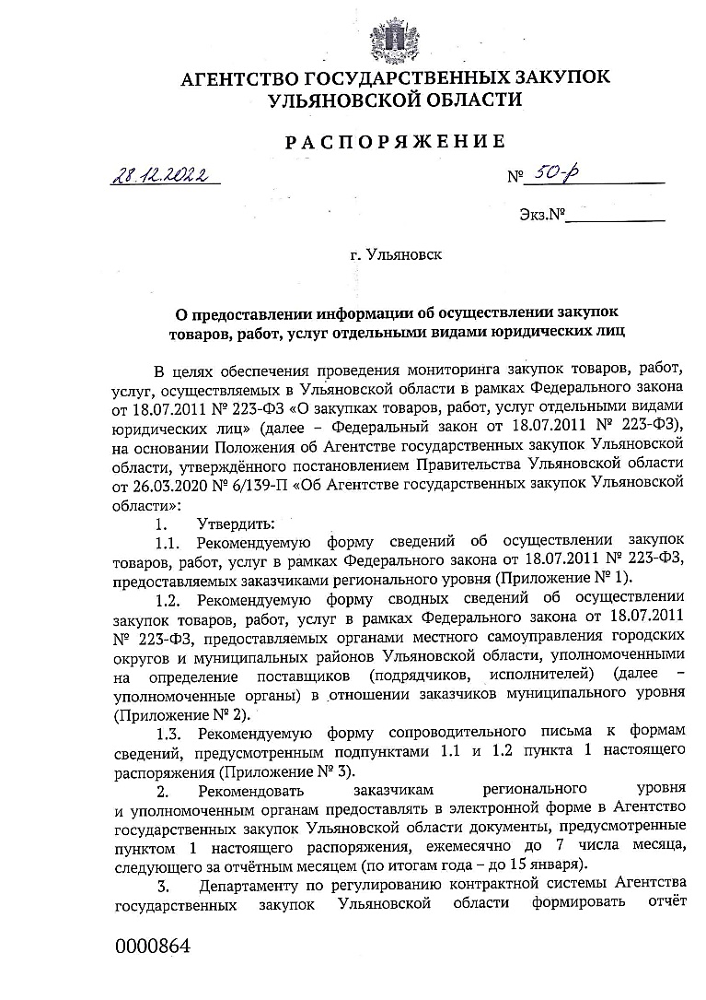 АГЕНТСТВО ГОСУДАРСТВЕННЫХ ЗАКУПОК
УЛЬЯНОВСКОЙ ОБЛАСТИ
РАСПОРЯЖЕНИЕ
28.12.2022
№ 50-р
Экз.№
г. Ульяновск
О предоставлении информации об осуществлении закупок
товаров, работ, услуг отдельными видами юридических лиц
В целях обеспечения проведения мониторинга закупок товаров, работ,
услуг, осуществляемых в Ульяновской области в рамках Федерального закона
от 18.07.2011 № 223-ФЗ «О закупках товаров, работ, услуг отдельными видами
юридических лиц» (далее – Федеральный закон от 18.07.2011 № 223-ФЗ),
на основании Положения об Агентстве государственных закупок Ульяновской
области, утверждённого постановлением Правительства Ульяновской области
от 26.03.2020 № 6/139-П «Об Агентстве государственных закупок Ульяновской
области»:
1. Утвердить:
1.1. Рекомендуемую форму сведений об осуществлении закупок
товаров, работ, услуг в рамках Федерального закона от 18.07.2011 № 223-ФЗ,
предоставляемых заказчиками регионального уровня (Приложение № 1).
1.2. Рекомендуемую форму сводных сведений об осуществлении
закупок товаров, работ, услуг в рамках Федерального закона от 18.07.2011
№ 223-ФЗ, предоставляемых органами местного самоуправления городских
округов и муниципальных районов Ульяновской области, уполномоченными
на определение поставщиков (подрядчиков, исполнителей) (далее –
уполномоченные органы) в отношении заказчиков муниципального уровня
(Приложение № 2).
1.3. Рекомендуемую форму сопроводительного письма к формам
сведений, предусмотренным подпунктами 1.1 и 1.2 пункта 1 настоящего
распоряжения (Приложение № 3).
2. Рекомендовать заказчикам регионального уровня
и уполномоченным органам предоставлять в электронной форме в Агентство
государственных закупок Ульяновской области документы, предусмотренные
пунктом 1 настоящего распоряжения, ежемесячно до 7 числа месяца,
следующего за отчётным месяцем (по итогам года – до 15 января).
3. Департаменту по регулированию контрактной системы Агентства
государственных закупок Ульяновской области формировать отчёт
0000864